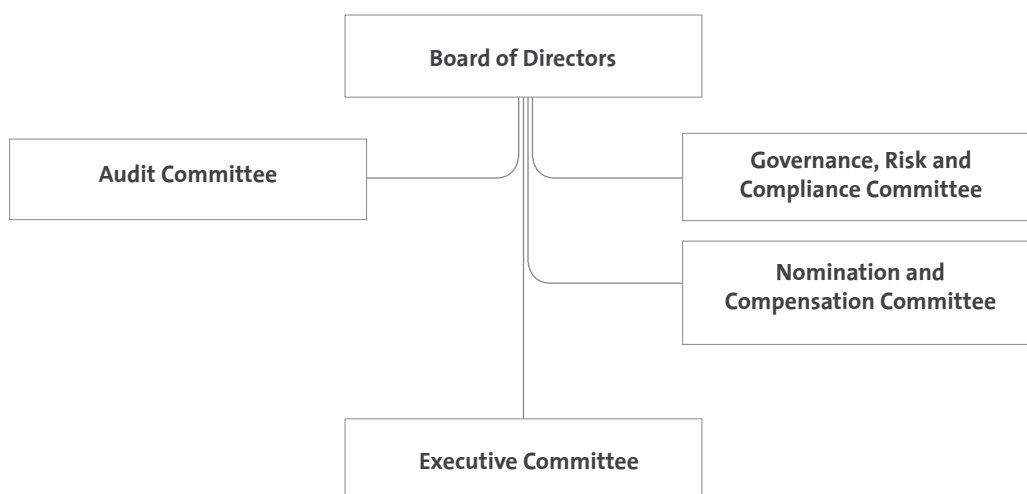 Board of Directors
Audit Committee
Governance, Risk and
Compliance Committee
Nomination and
Compensation Committee
Executive Committee